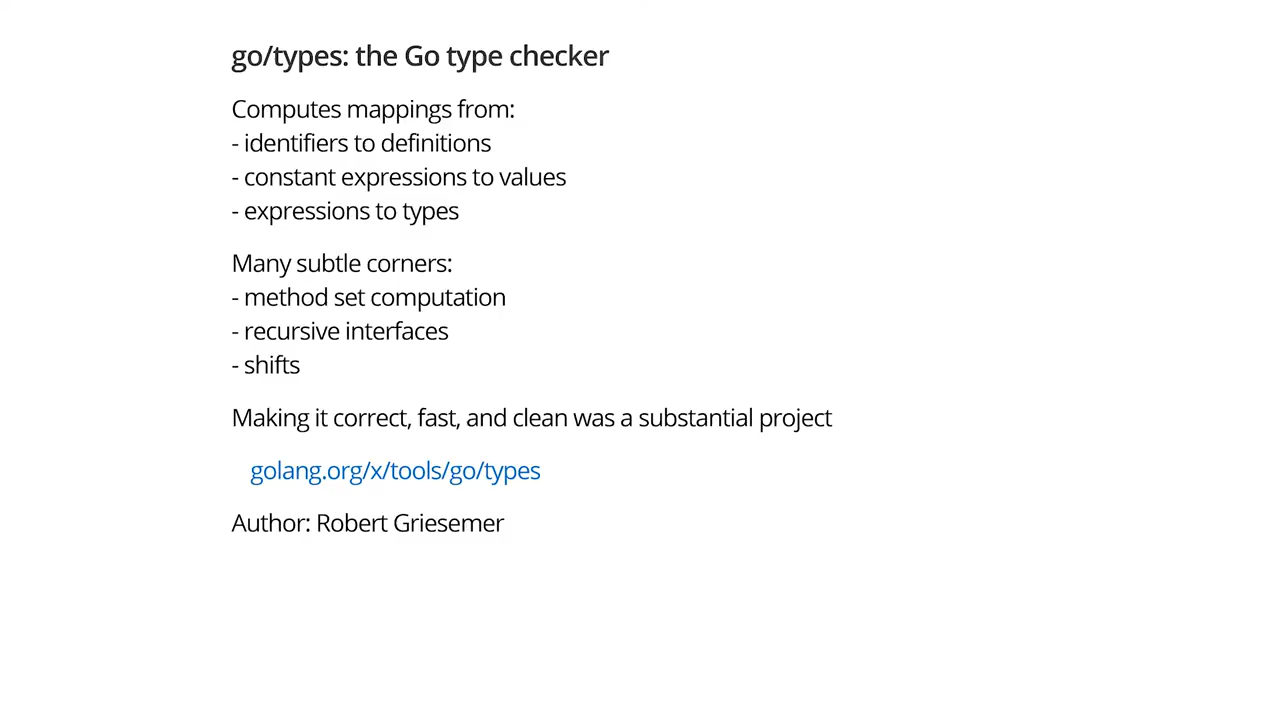 go/types: the Go type checker
Computes mappings from:
- identifiers to definitions
- constant expressions to values
- expressions to types
Many subtle corners:
- method set computation
- recursive interfaces
- shifts
Making it correct, fast, and clean was a substantial project
golang.org/x/tools/go/types
Author: Robert Griesemer